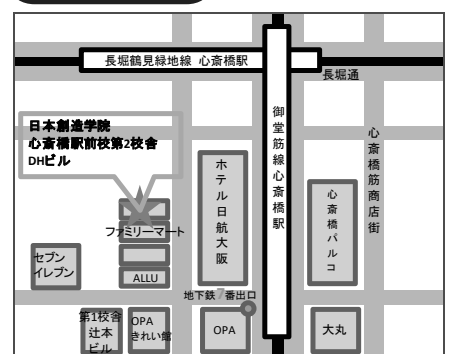 長堀鶴見緑地線 心斎橋駅
長堀通
日本創造学院
心斎橋駅前校第2校舎
DHビル
御堂筋線心斎橋駅
心斎橋筋商店街
ホテル日航大阪
心斎橋パルコ
ファミリーマート
セブン
イレブン
ALLU
地下鉄7番出口
第1校舎
辻本
ビル
OPA
きれい館
OPA
大丸